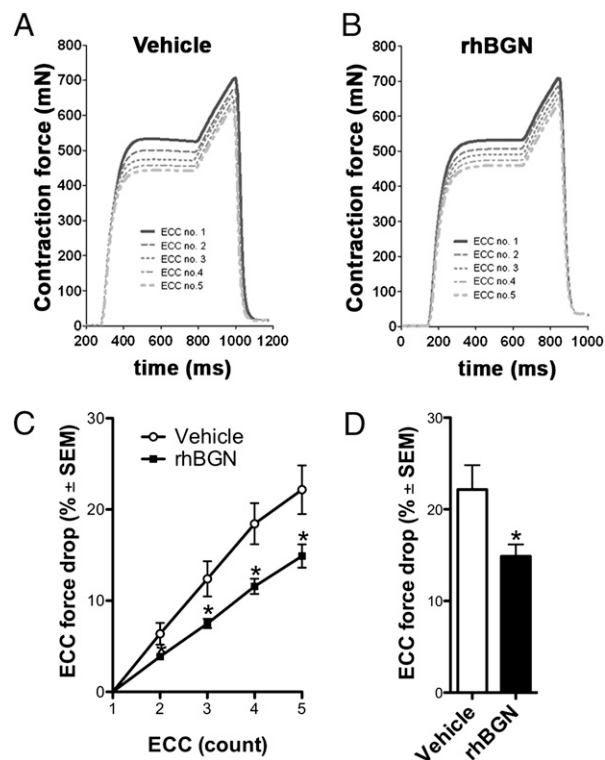 A
Vehicle
Contraction force (mN)
800
700
600
500
400
300
200
100
0
ECC no. 1
ECC no. 2
ECC no. 3
ECC no.4
ECC no.5
200 400 600 800 1000 1200
time (ms)
B
rhBGN
Contraction force (mN)
800
700
600
500
400
300
200
100
0
ECC no. 1
ECC no. 2
ECC no. 3
ECC no.4
ECC no.5
0 200 400 600 800 1000
time (ms)
C
ECC force drop (% ± SEM)
30
20
10
0
Vehicle
rhBGN
*
*
*
*
1 2 3 4 5
ECC (count)
D
ECC force drop (% ± SEM)
30
20
10
0
*
Vehicle
rhBGN